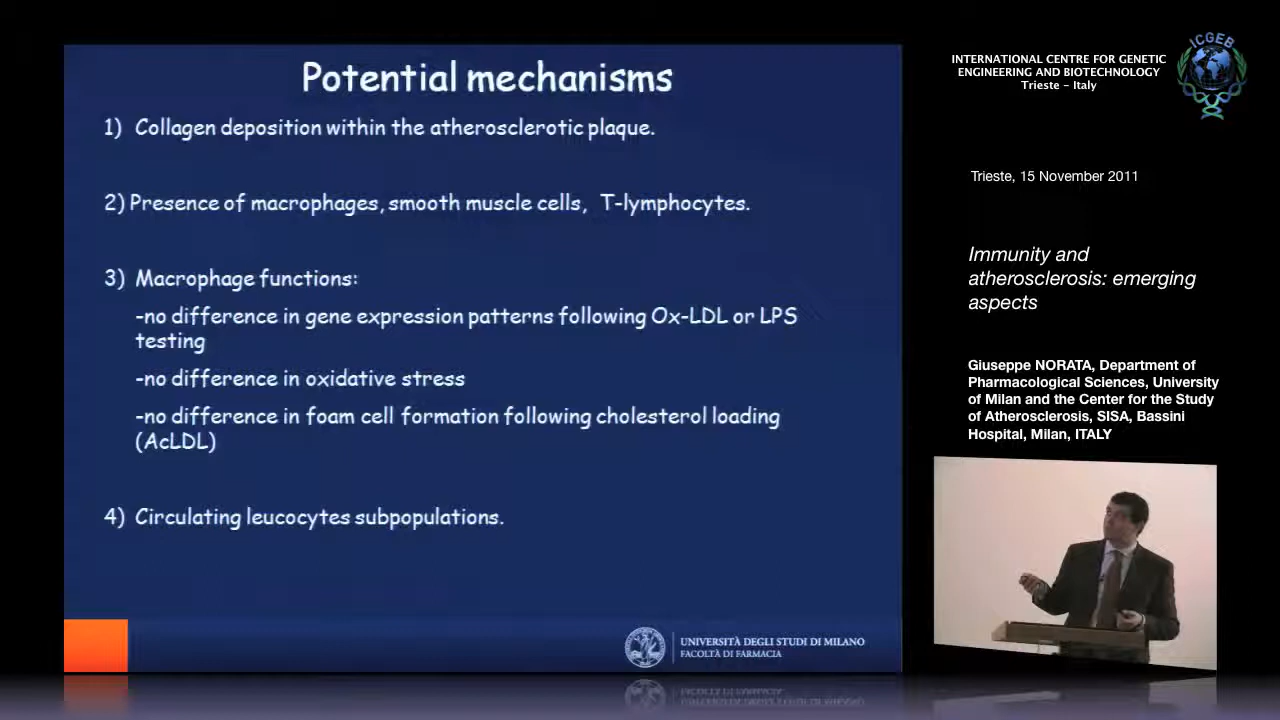 Potential mechanisms
1) Collagen deposition within the atherosclerotic plaque.
2) Presence of macrophages, smooth muscle cells, T-lymphocytes.
3) Macrophage functions:
-no difference in gene expression patterns following Ox-LDL or LPS
testing
-no difference in oxidative stress
-no difference in foam cell formation following cholesterol loading
(AcLDL)
4) Circulating leucocytes subpopulations.
UNIVERSITÀ DEGLI STUDI DI MILANO
FACOLTÀ DI FARMACIA
INTERNATIONAL CENTRE FOR GENETIC
ENGINEERING AND BIOTECHNOLOGY
Trieste - Italy
ICGEB
Trieste, 15 November 2011
Immunity and
atherosclerosis: emerging
aspects
Giuseppe NORATA, Department of
Pharmacological Sciences, University
of Milan and the Center for the Study
of Atherosclerosis, SISA, Bassini
Hospital, Milan, ITALY